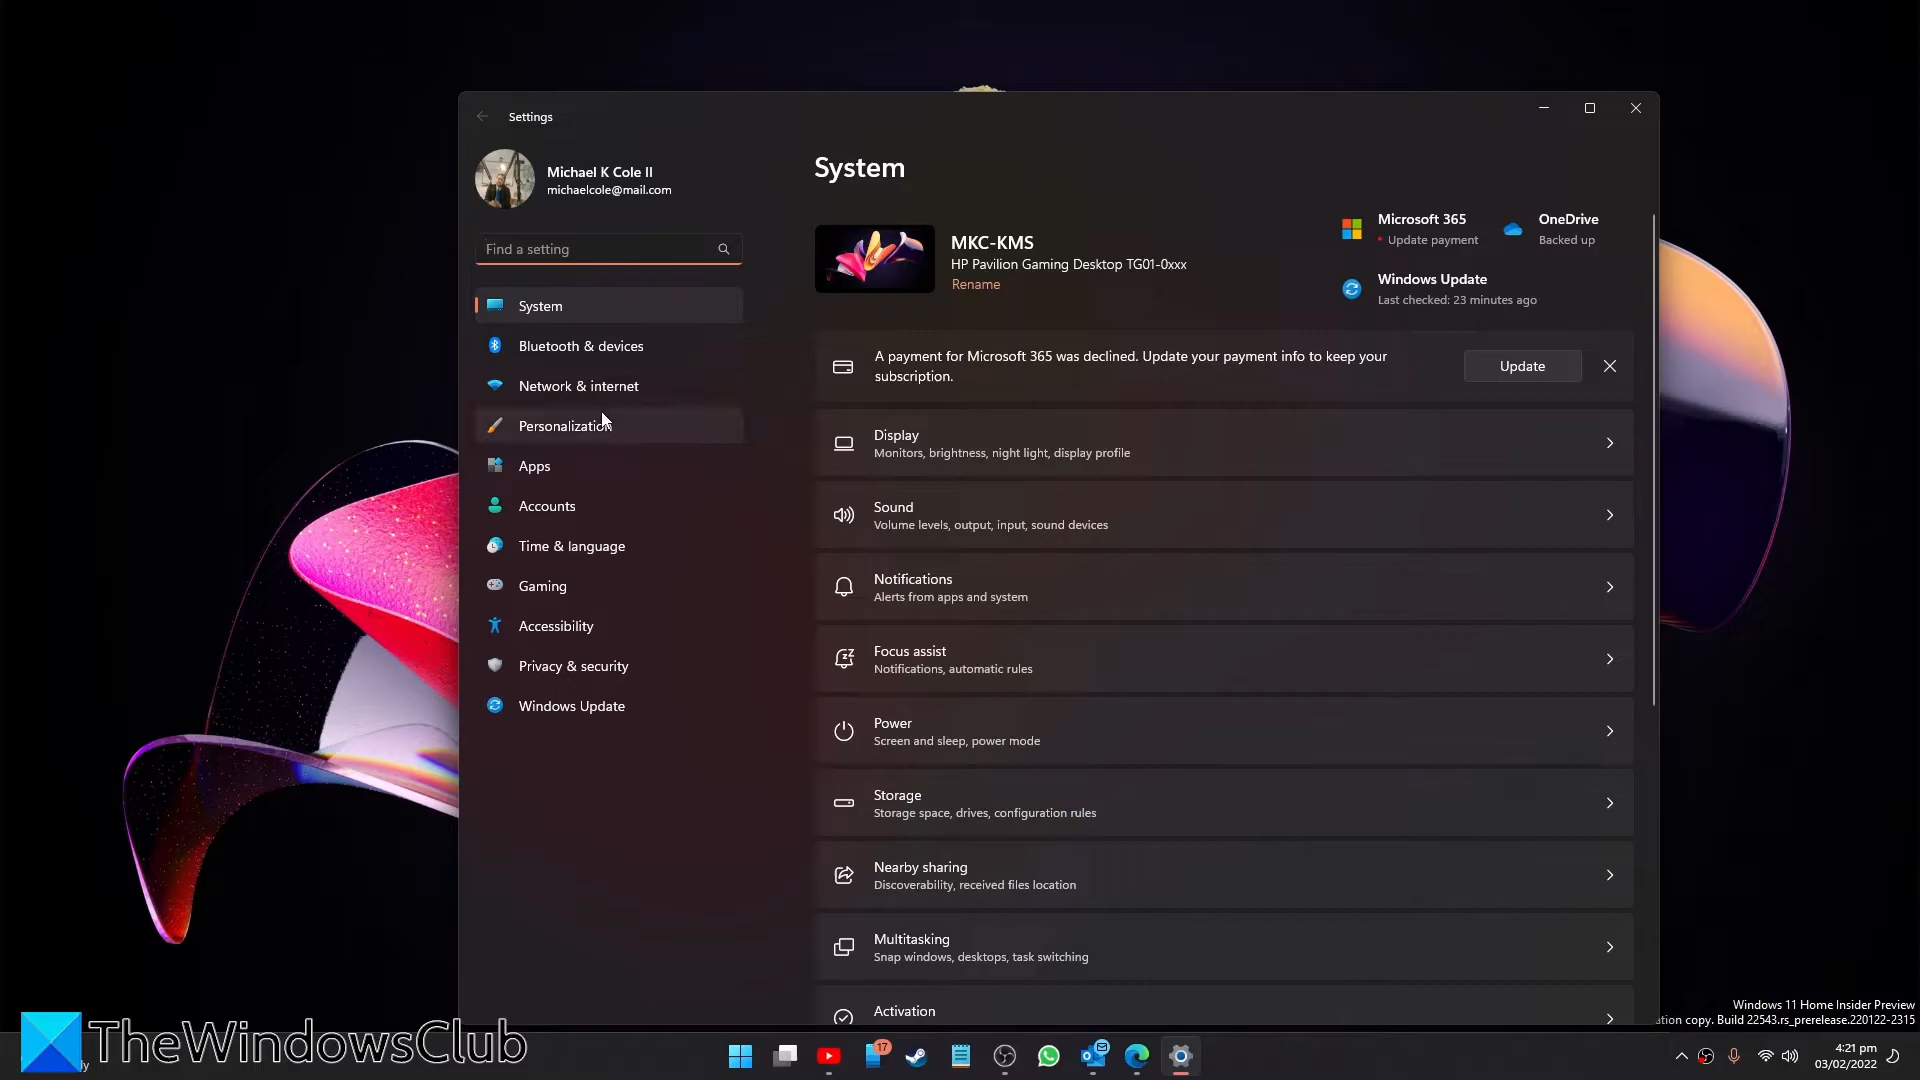 Settings
Michael K Cole II
michaelcole@mail.com
Find a setting
System
Bluetooth & devices
Network & internet
Personalization
Apps
Accounts
Time & language
Gaming
Accessibility
Privacy & security
Windows Update
System
MKC-KMS
HP Pavilion Gaming Desktop TG01-0xxx
Rename
Microsoft 365
Update payment
OneDrive
Backed up
Windows Update
Last checked: 23 minutes ago
A payment for Microsoft 365 was declined. Update your payment info to keep your
subscription.
Update
Display
Monitors, brightness, night light, display profile
Sound
Volume levels, output, input, sound devices
Notifications
Alerts from apps and system
Focus assist
Notifications, automatic rules
Power
Screen and sleep, power mode
Storage
Storage space, drives, configuration rules
Nearby sharing
Discoverability, received files location
Multitasking
Snap windows, desktops, task switching
Activation
Windows 11 Home Insider Preview
ation copy. Build 22543.rs_prerelease.220122-2315
TheWindowsClub
17
4:21 pm
03/02/2022